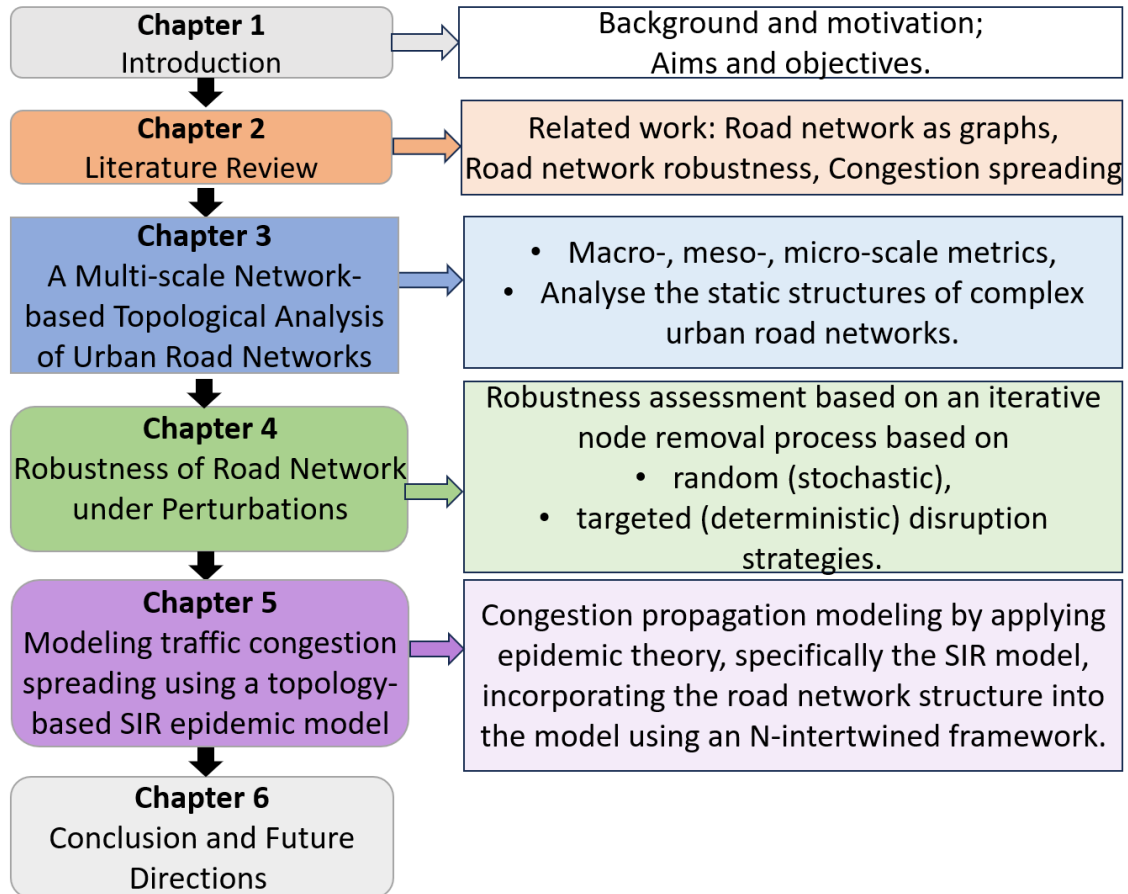 Chapter 1
Introduction
Background and motivation;
Aims and objectives.
Chapter 2
Literature Review
Related work: Road network as graphs,
Road network robustness, Congestion spreading
Chapter 3
A Multi-scale Network-
based Topological Analysis
of Urban Road Networks
• Macro-, meso-, micro-scale metrics,
• Analyse the static structures of complex
urban road networks.
Chapter 4
Robustness of Road Network
under Perturbations
Robustness assessment based on an iterative
node removal process based on
• random (stochastic),
• targeted (deterministic) disruption
strategies.
Chapter 5
Modeling traffic congestion
spreading using a topology-
based SIR epidemic model
Congestion propagation modeling by applying
epidemic theory, specifically the SIR model,
incorporating the road network structure into
the model using an N-intertwined framework.
Chapter 6
Conclusion and Future
Directions